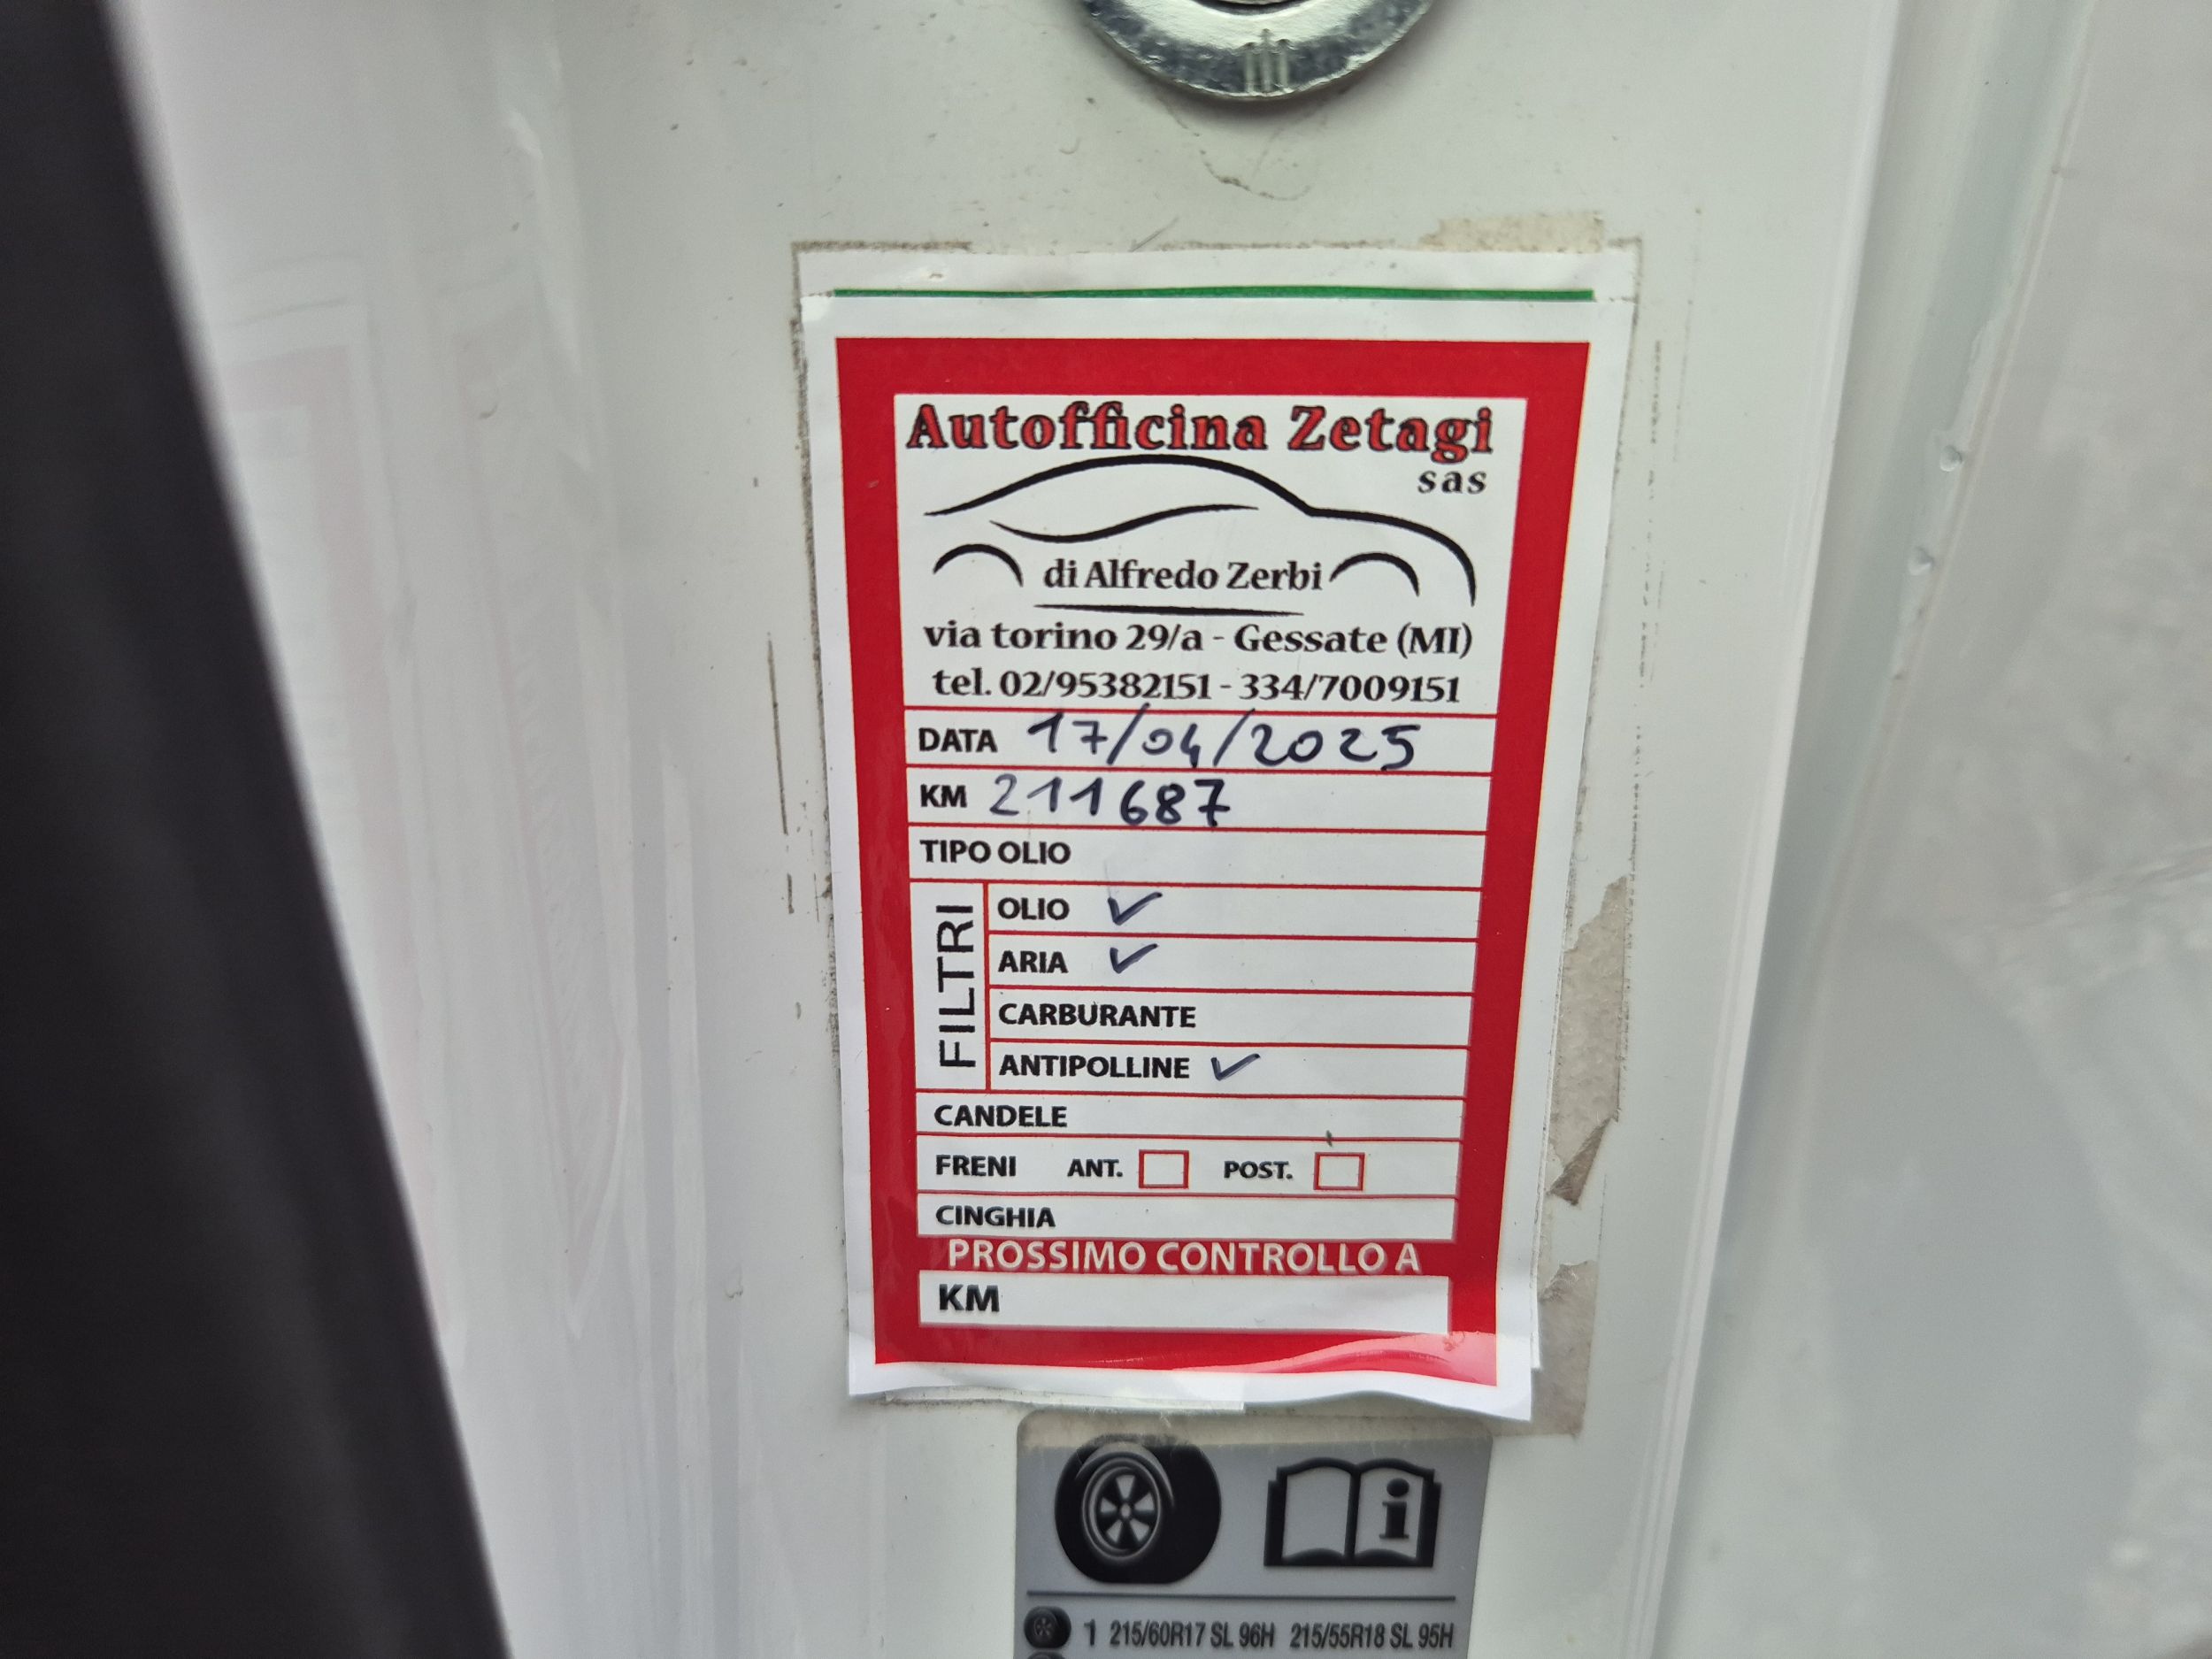 Autofficina Zetagi
sas
di Alfredo Zerbi
via torino 29/a - Gessate (MI)
tel. 02/95382151 - 334/7009151
DATA 17/04/2025
KM 211687
TIPO OLIO
FILTRI
OLIO ✓
ARIA ✓
CARBURANTE
ANTIPOLLINE ✓
CANDELE
FRENI ANT. POST.
CINGHIA
PROSSIMO CONTROLLO A
KM
i
1 215/60R17 SL 96H 215/55R18 SL 95H